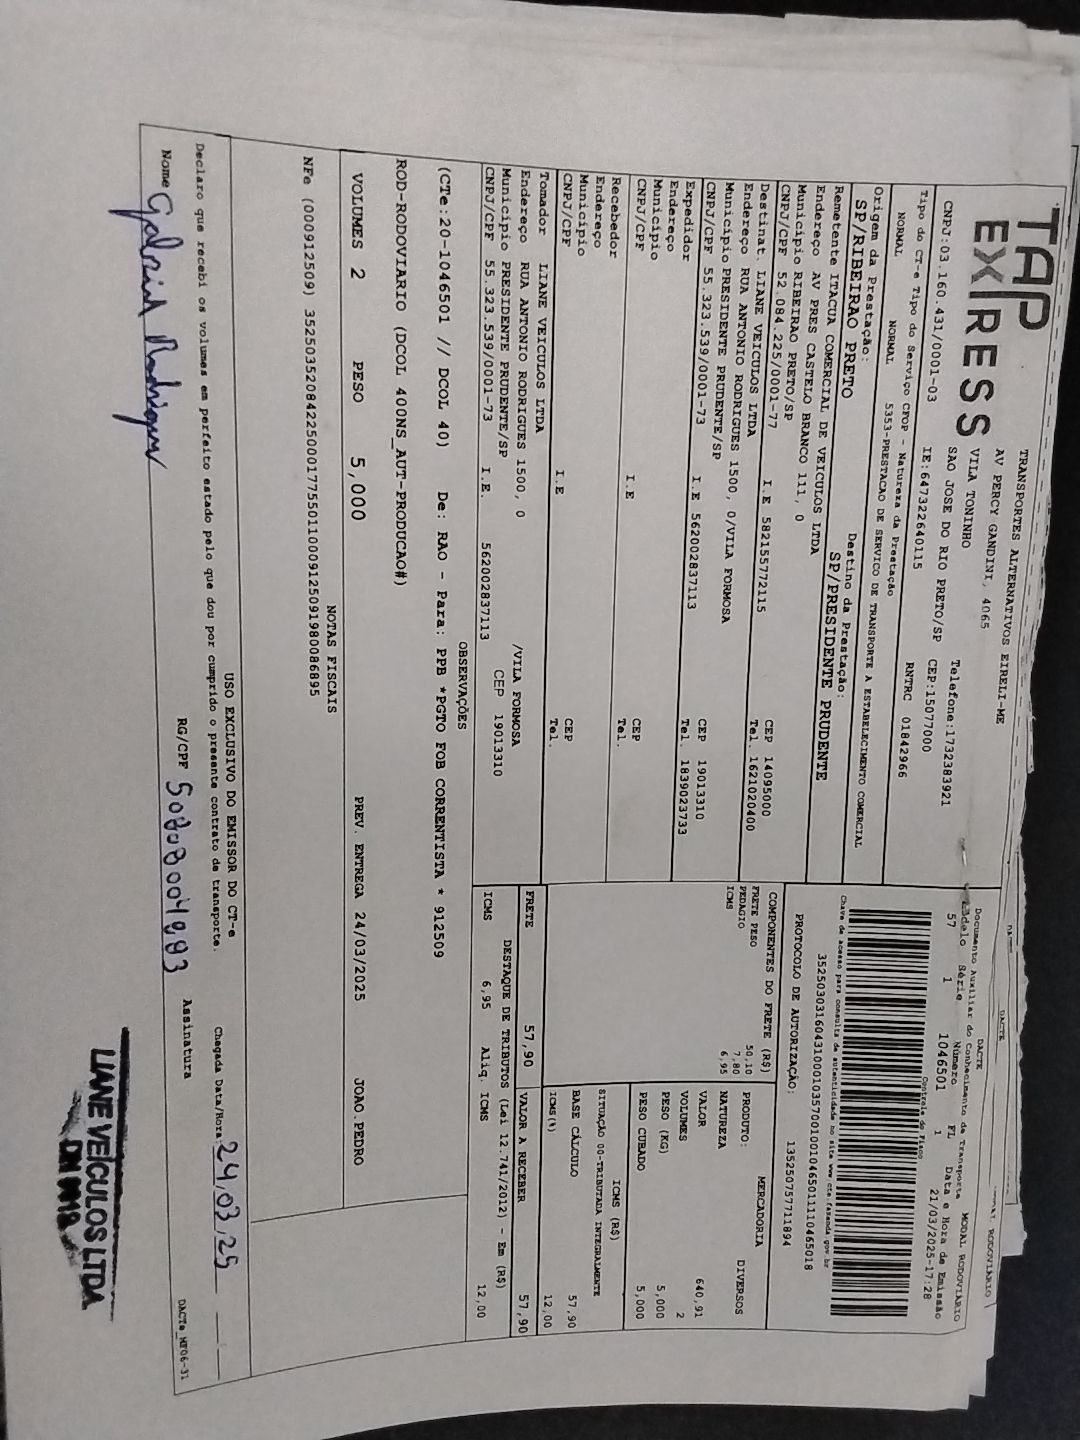 TAP
EXPRESS
TRANSPORTES ALTERNATIVOS EIRELI-ME
AV PERCY GANDINI, 4065
VILA TONINHO
SAO JOSE DO RIO PRETO/SP
Telefone:1732383921
CNPJ:03.160.431/0001-03 IE:647322640115 CEP:15077000
Tipo do CT-e Tipo do Serviço CFOP - Natureza da Prestação RNTRC 01842966
NORMAL NORMAL 5353-PRESTACAO DE SERVICO DE TRANSPORTE A ESTABELECIMENTO COMERCIAL
Origem da Prestação: Destino da Prestação:
SP/RIBEIRAO PRETO SP/PRESIDENTE PRUDENTE
Remetente ITACUA COMERCIAL DE VEICULOS LTDA
Endereço AV PRES CASTELO BRANCO 111, 0
Município RIBEIRAO PRETO/SP CEP 14095000
CNPJ/CPF 52.084.225/0001-77 I.E 582155772115 Tel. 1621020400
Destinat. LIANE VEICULOS LTDA
Endereço RUA ANTONIO RODRIGUES 1500, 0/VILA FORMOSA
Município PRESIDENTE PRUDENTE/SP CEP 19013310
CNPJ/CPF 55.323.539/0001-73 I.E 562002837113 Tel. 1839023733
Expedidor
Endereço
Município CEP
CNPJ/CPF I.E Tel.
Recebedor
Endereço
Município CEP
CNPJ/CPF I.E Tel.
Tomador LIANE VEICULOS LTDA
Endereço RUA ANTONIO RODRIGUES 1500, 0 /VILA FORMOSA
Município PRESIDENTE PRUDENTE/SP CEP 19013310
CNPJ/CPF 55.323.539/0001-73 I.E 562002837113
DACTE MODAL RODOVIÁRIO
Documento Auxiliar do Conhecimento de Transporte
Modelo Série Número FL Data e Hora de Emissão
57 1 1046501 1 21/03/2025-17:28
Controle do Fisco
Chave de acesso para consulta de autenticidade no site www.cte.fazenda.gov.br
35250303160431000103570010010465011110465018
PROTOCOLO DE AUTORIZAÇÃO: 135250757711894
COMPONENTES DO FRETE (R$)
FRETE PESO 50,10
PEDAGIO 7,80
ICMS 6,95
MERCADORIA
PRODUTO: DIVERSOS
NATUREZA
VALOR 640,91
VOLUMES 2
PESO (KG) 5,000
PESO CUBADO 5,000
ICMS (R$)
SITUAÇÃO 00-TRIBUTADA INTEGRALMENTE
BASE CÁLCULO 57,90
ICMS(%) 12,00
FRETE 57,90 VALOR A RECEBER 57,90
DESTAQUE DE TRIBUTOS (Lei 12.741/2012) - Em (R$)
ICMS 6,95 Aliq. ICMS 12,00
OBSERVAÇÕES
(CTe:20-1046501 // DCOL 40) De: RAO - Para: PPB *PGTO FOB CORRENTISTA * 912509
ROD-RODOVIARIO (DCOL 400NS_AUT-PRODUCAO#)
VOLUMES 2 PESO 5,000 PREV. ENTREGA 24/03/2025 JOAO.PEDRO
NOTAS FISCAIS
NFe (000912509) 35250352084225000177550110009125091980086895
USO EXCLUSIVO DO EMISSOR DO CT-e
Declaro que recebi os volumes em perfeito estado pelo que dou por cumprido o presente contrato de transporte. Chegada Data/Hora: 24,03,25
Nome Gabriel Rodrigues RG/CPF Assinatura
DACTe_MT06-31
LIANE VEÍCULOS LTDA